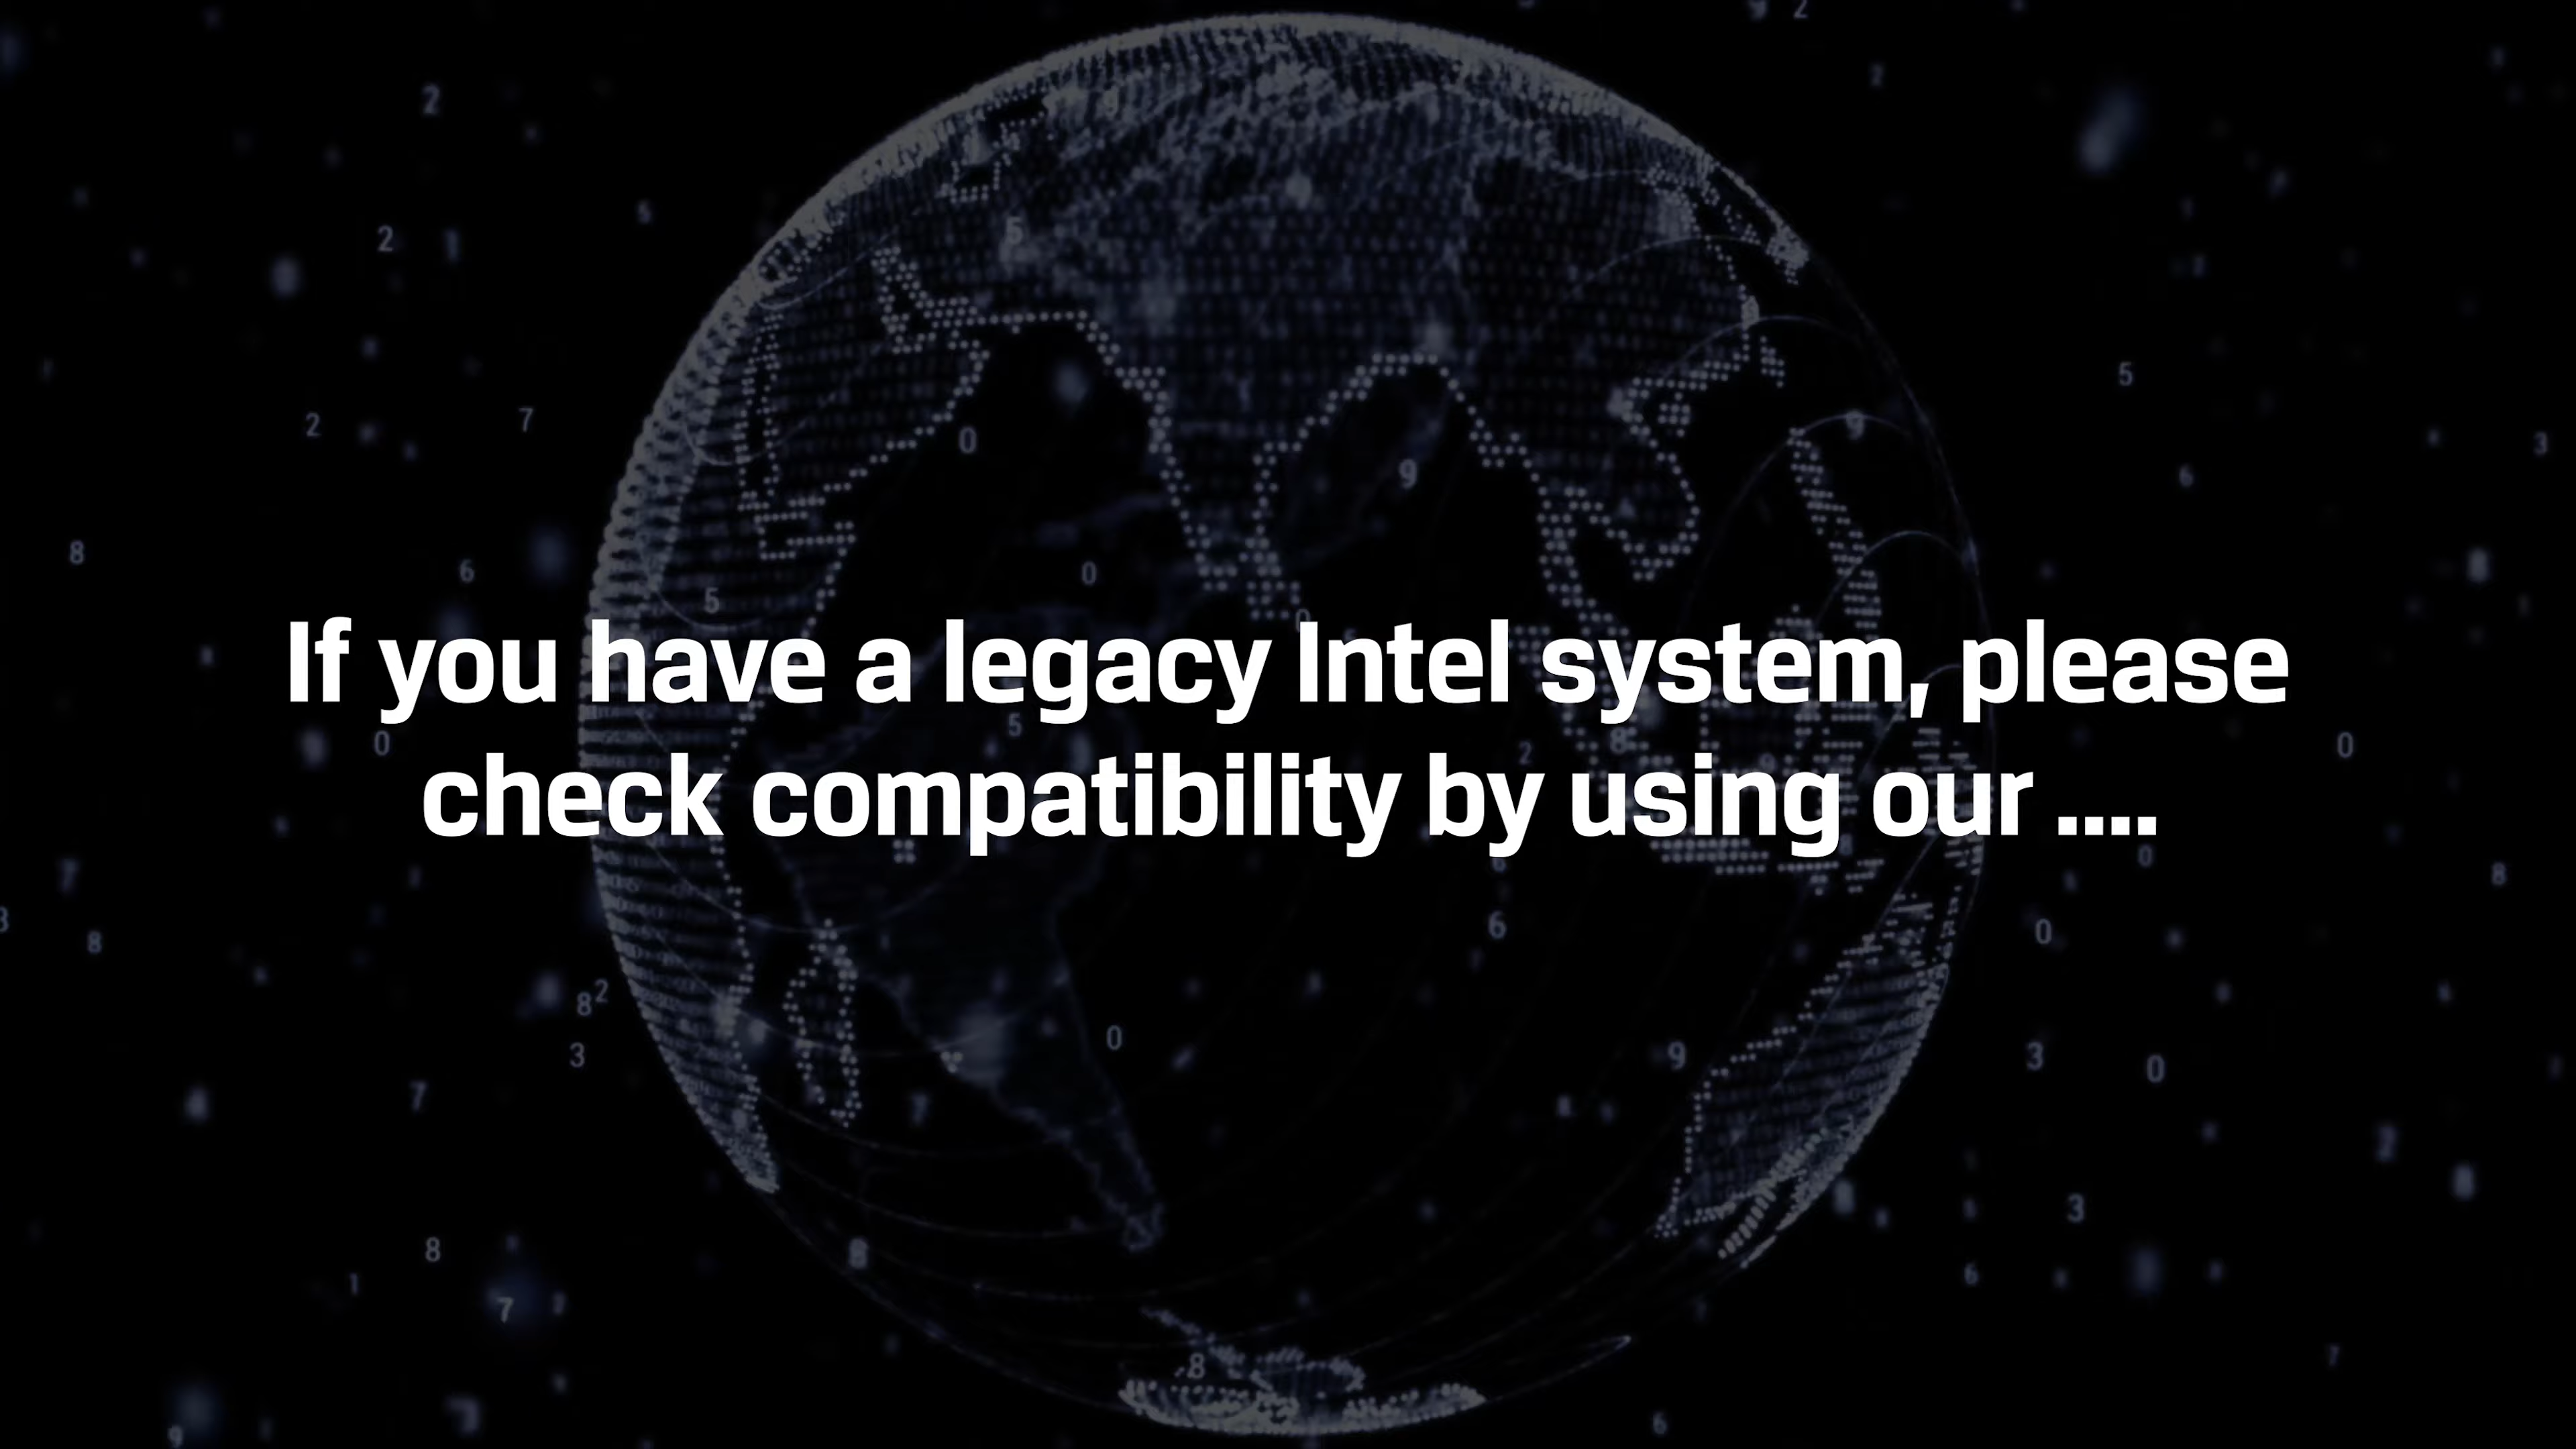 If you have a legacy Intel system, please
check compatibility by using our ....